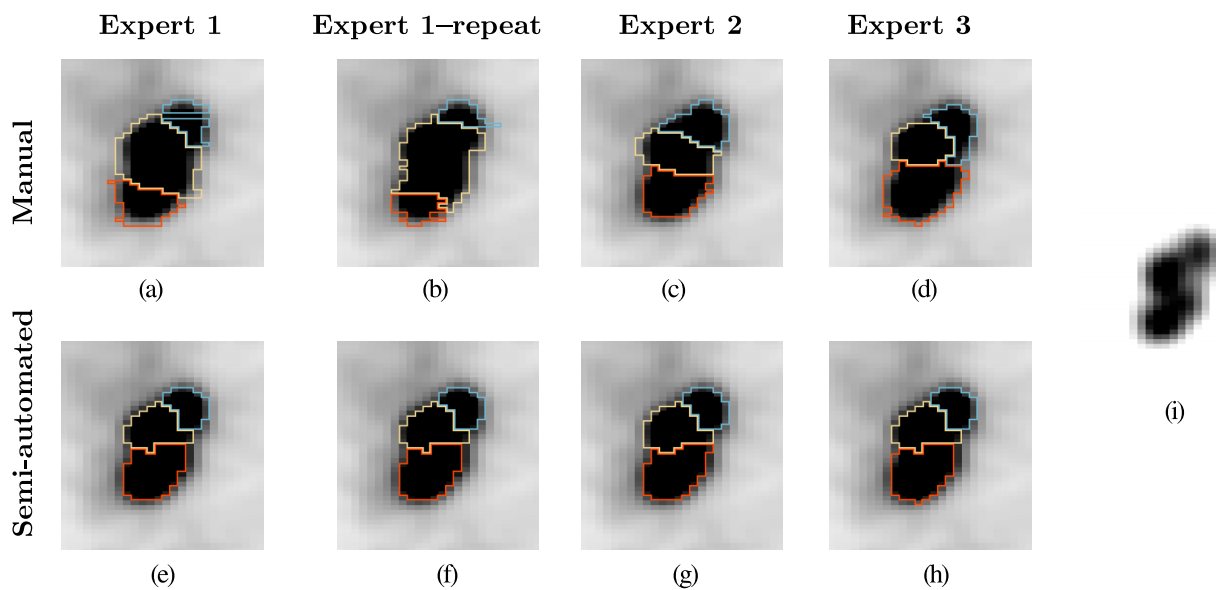 Expert 1 Expert 1–repeat Expert 2 Expert 3
Manual
(a) (b) (c) (d)
(i)
Semi-automated
(e) (f) (g) (h)